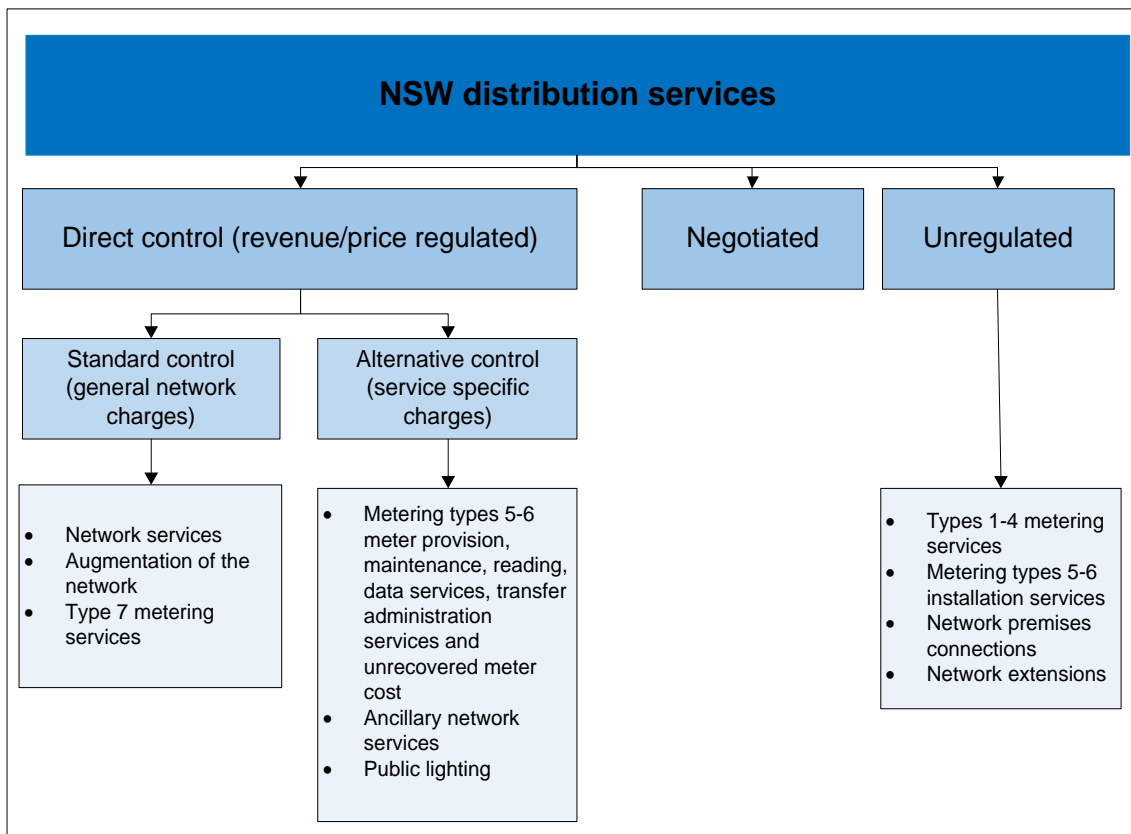 NSW distribution services
Direct control (revenue/price regulated)
Negotiated
Unregulated
Standard control
(general network
charges)
Alternative control
(service specific
charges)
• Network services
• Augmentation of the
network
• Type 7 metering
services
• Metering types 5-6
meter provision,
maintenance, reading,
data services, transfer
administration
services and
unrecovered meter
cost
• Ancillary network
services
• Public lighting
• Types 1-4 metering
services
• Metering types 5-6
installation services
• Network premises
connections
• Network extensions